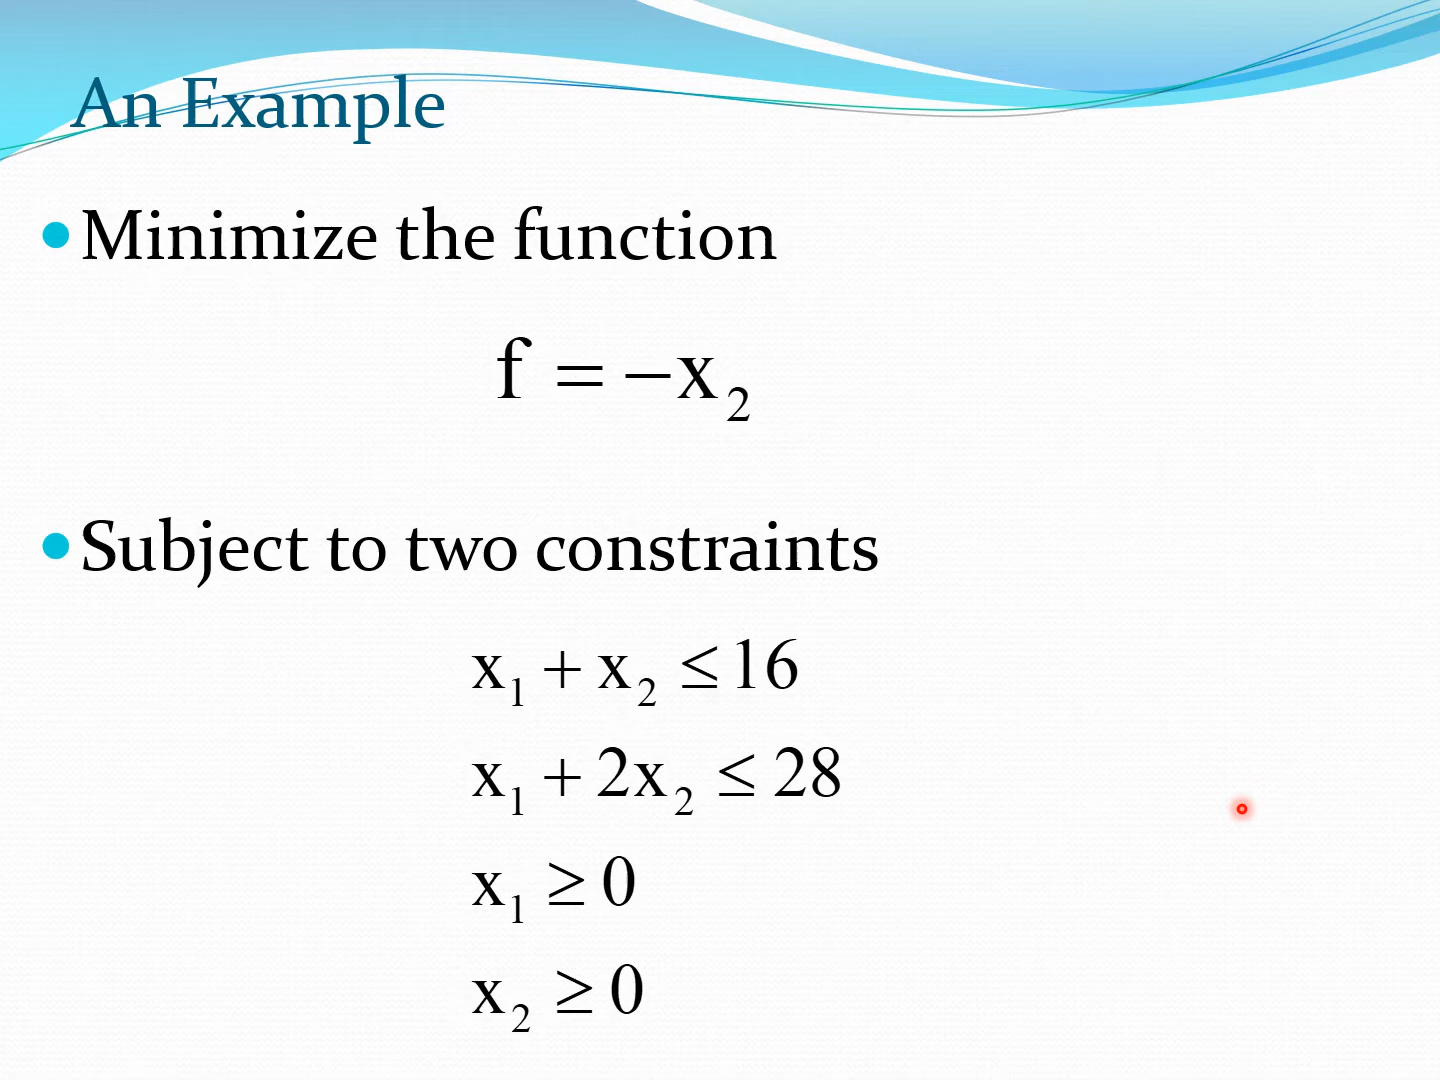 An Example
Minimize the function
f = −x₂
Subject to two constraints
x₁ + x₂ ≤ 16
x₁ + 2x₂ ≤ 28
x₁ ≥ 0
x₂ ≥ 0